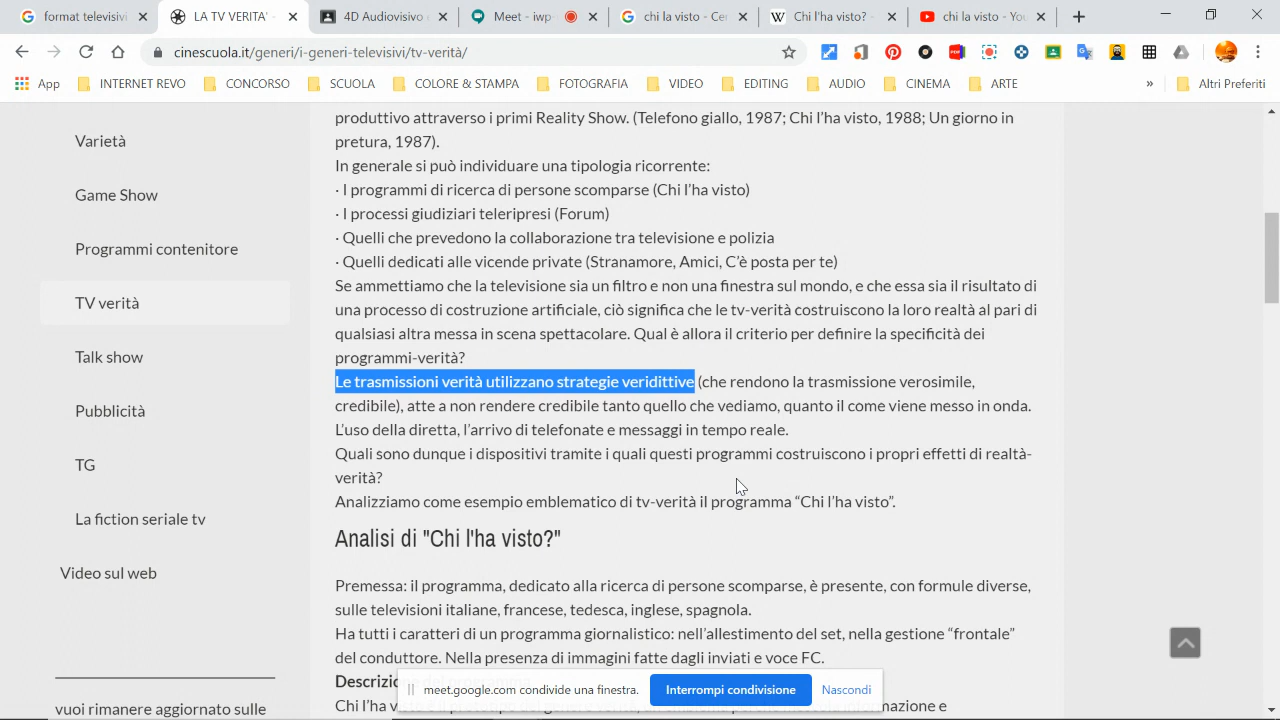 format televisivi
LA TV VERITA' -
4D Audiovisivo
Meet - iwp-
chi la visto - Cer
Chi l'ha visto? -
chi la visto - You
cinescuola.it/generi/i-generi-televisivi/tv-verità/
App
INTERNET REVO
CONCORSO
SCUOLA
COLORE & STAMPA
FOTOGRAFIA
VIDEO
EDITING
AUDIO
CINEMA
ARTE
»
Altri Preferiti
Varietà
Game Show
Programmi contenitore
TV verità
Talk show
Pubblicità
TG
La fiction seriale tv
Video sul web
vuoi rimanere aggiornato sulle
produttivo attraverso i primi Reality Show. (Telefono giallo, 1987; Chi l'ha visto, 1988; Un giorno in
pretura, 1987).
In generale si può individuare una tipologia ricorrente:
· I programmi di ricerca di persone scomparse (Chi l'ha visto)
· I processi giudiziari teleripresi (Forum)
· Quelli che prevedono la collaborazione tra televisione e polizia
· Quelli dedicati alle vicende private (Stranamore, Amici, C'è posta per te)
Se ammettiamo che la televisione sia un filtro e non una finestra sul mondo, e che essa sia il risultato di
una processo di costruzione artificiale, ciò significa che le tv-verità costruiscono la loro realtà al pari di
qualsiasi altra messa in scena spettacolare. Qual è allora il criterio per definire la specificità dei
programmi-verità?
Le trasmissioni verità utilizzano strategie veridittive (che rendono la trasmissione verosimile,
credibile), atte a non rendere credibile tanto quello che vediamo, quanto il come viene messo in onda.
L'uso della diretta, l'arrivo di telefonate e messaggi in tempo reale.
Quali sono dunque i dispositivi tramite i quali questi programmi costruiscono i propri effetti di realtà-
verità?
Analizziamo come esempio emblematico di tv-verità il programma “Chi l'ha visto”.
Analisi di "Chi l'ha visto?"
Premessa: il programma, dedicato alla ricerca di persone scomparse, è presente, con formule diverse,
sulle televisioni italiane, francese, tedesca, inglese, spagnola.
Ha tutti i caratteri di un programma giornalistico: nell'allestimento del set, nella gestione “frontale”
del conduttore. Nella presenza di immagini fatte dagli inviati e voce FC.
meet.google.com condivide una finestra.
Interrompi condivisione
Nascondi